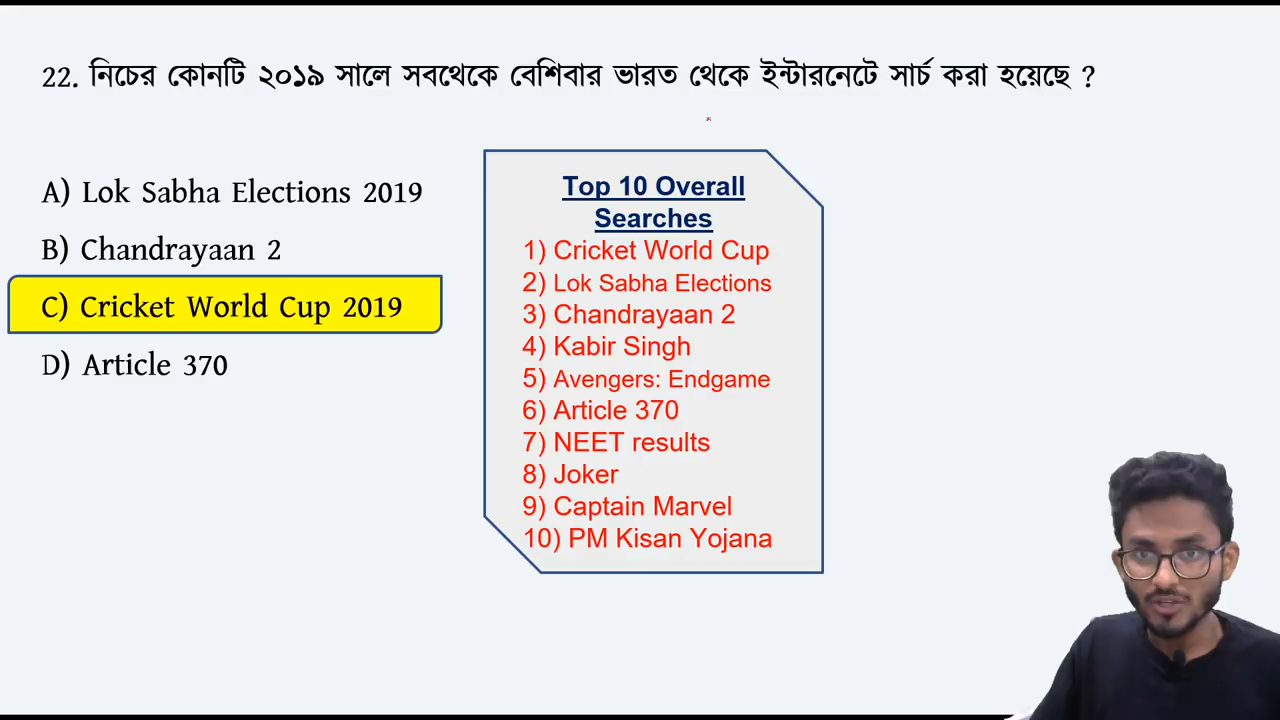 22. নিচের কোনটি ২০১৯ সালে সবথেকে বেশিবার ভারত থেকে ইন্টারনেটে সার্চ করা হয়েছে ?
A) Lok Sabha Elections 2019
B) Chandrayaan 2
C) Cricket World Cup 2019
D) Article 370
Top 10 Overall
Searches
1) Cricket World Cup
2) Lok Sabha Elections
3) Chandrayaan 2
4) Kabir Singh
5) Avengers: Endgame
6) Article 370
7) NEET results
8) Joker
9) Captain Marvel
10) PM Kisan Yojana